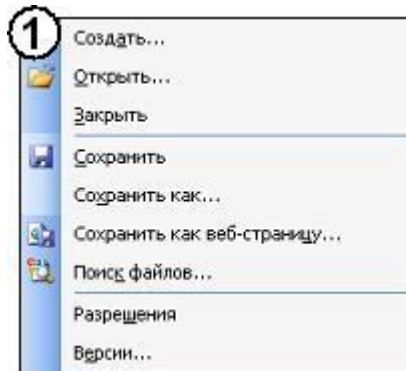 1
Создать...
Открыть...
Закрыть
Сохранить
Сохранить как...
Сохранить как веб-страницу...
Поиск файлов...
Разрешения
Версии...